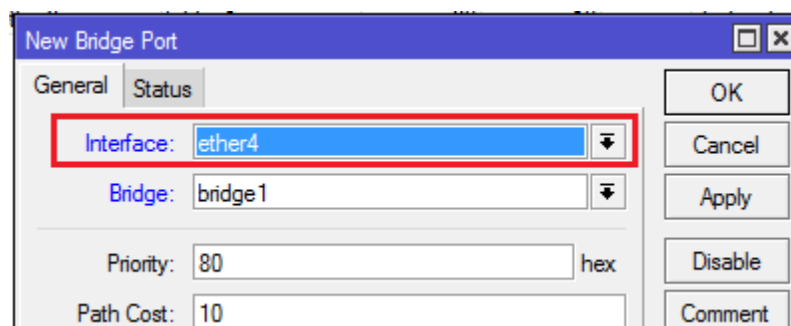 New Bridge Port
General Status
OK
Interface: ether4
Cancel
Bridge: bridge1
Apply
Priority: 80 hex
Disable
Path Cost: 10
Comment